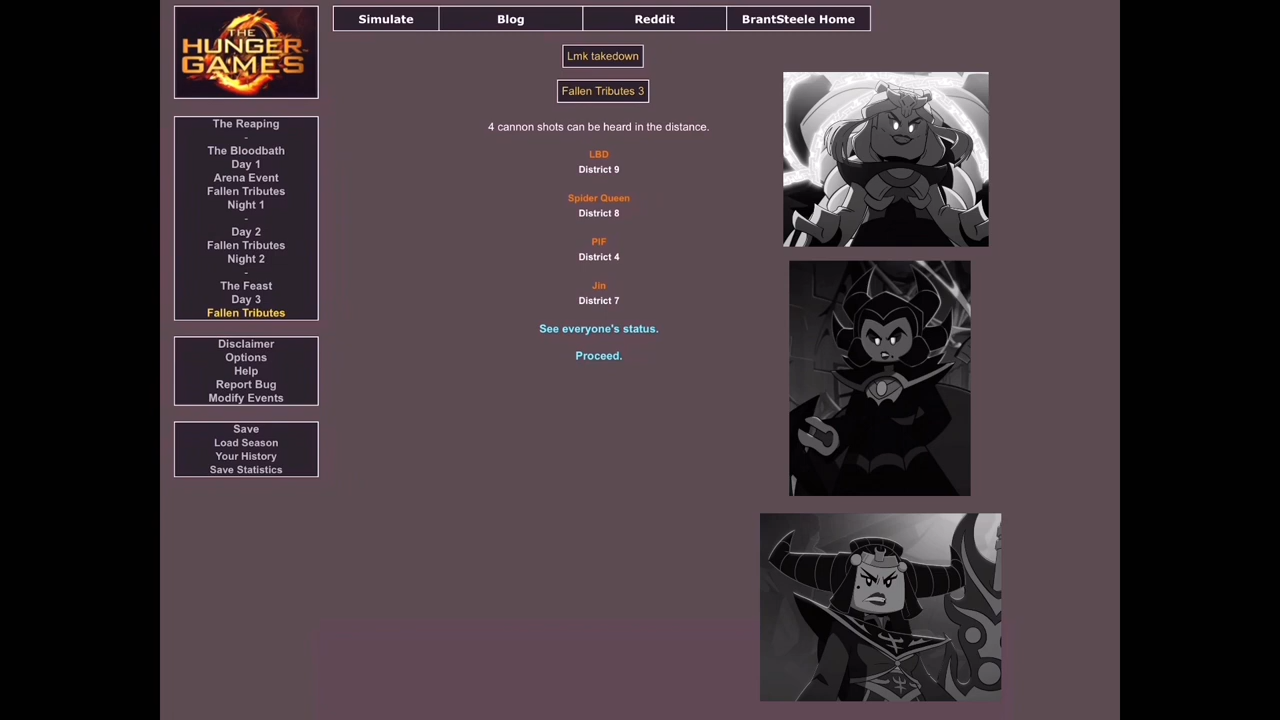 THE
HUNGER
GAMES
Simulate
Blog
Reddit
BrantSteele Home
Lmk takedown
Fallen Tributes 3
4 cannon shots can be heard in the distance.
LBD
District 9
Spider Queen
District 8
PIF
District 4
Jin
District 7
See everyone's status.
Proceed.
The Reaping
-
The Bloodbath
Day 1
Arena Event
Fallen Tributes
Night 1
-
Day 2
Fallen Tributes
Night 2
-
The Feast
Day 3
Fallen Tributes
Disclaimer
Options
Help
Report Bug
Modify Events
Save
Load Season
Your History
Save Statistics